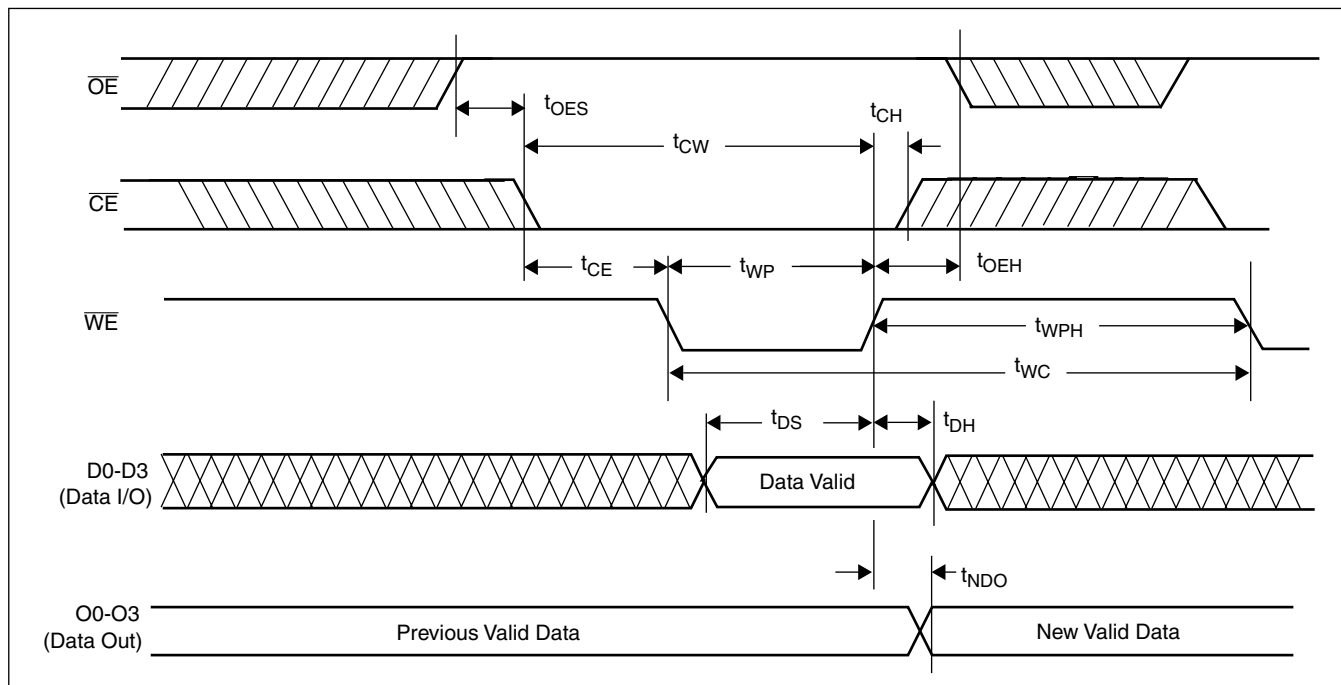 OE
tOES
tCH
tCW
CE
tCE
tWP
tOEH
WE
tWPH
tWC
tDS
tDH
D0-D3
(Data I/O)
Data Valid
tNDO
O0-O3
(Data Out)
Previous Valid Data
New Valid Data